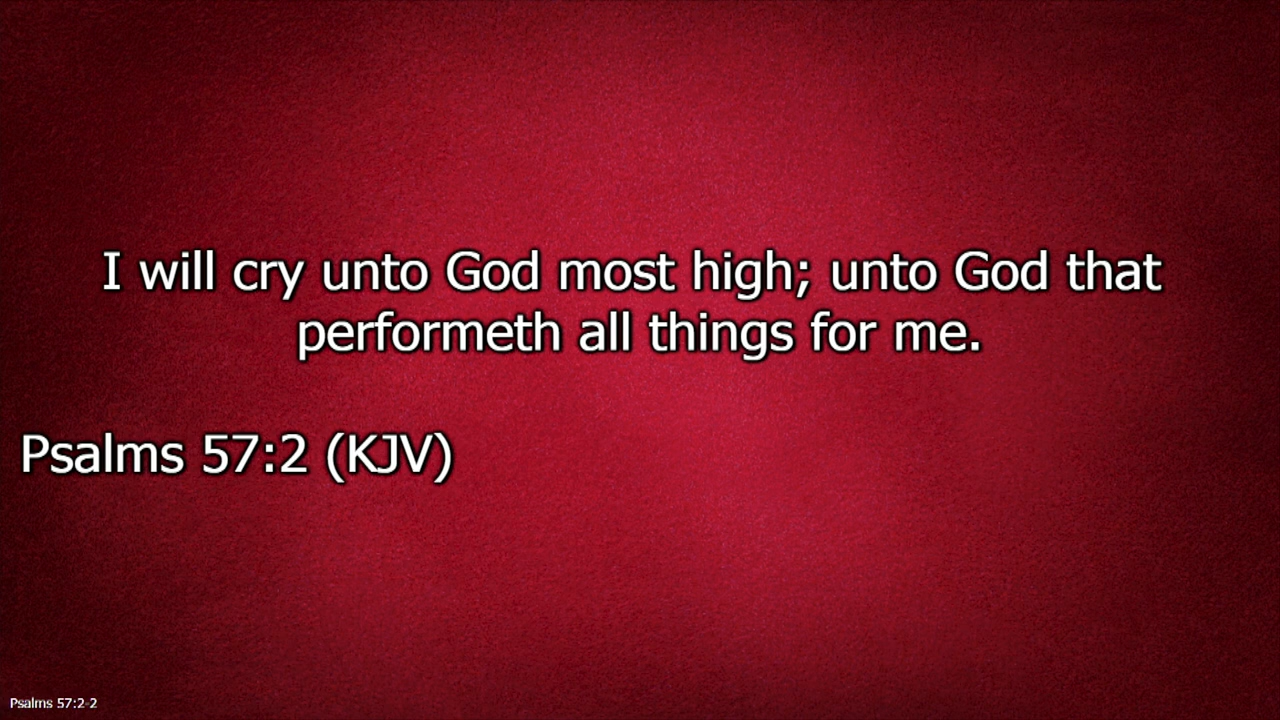 I will cry unto God most high; unto God that
performeth all things for me.
Psalms 57:2 (KJV)
Psalms 57:2-2